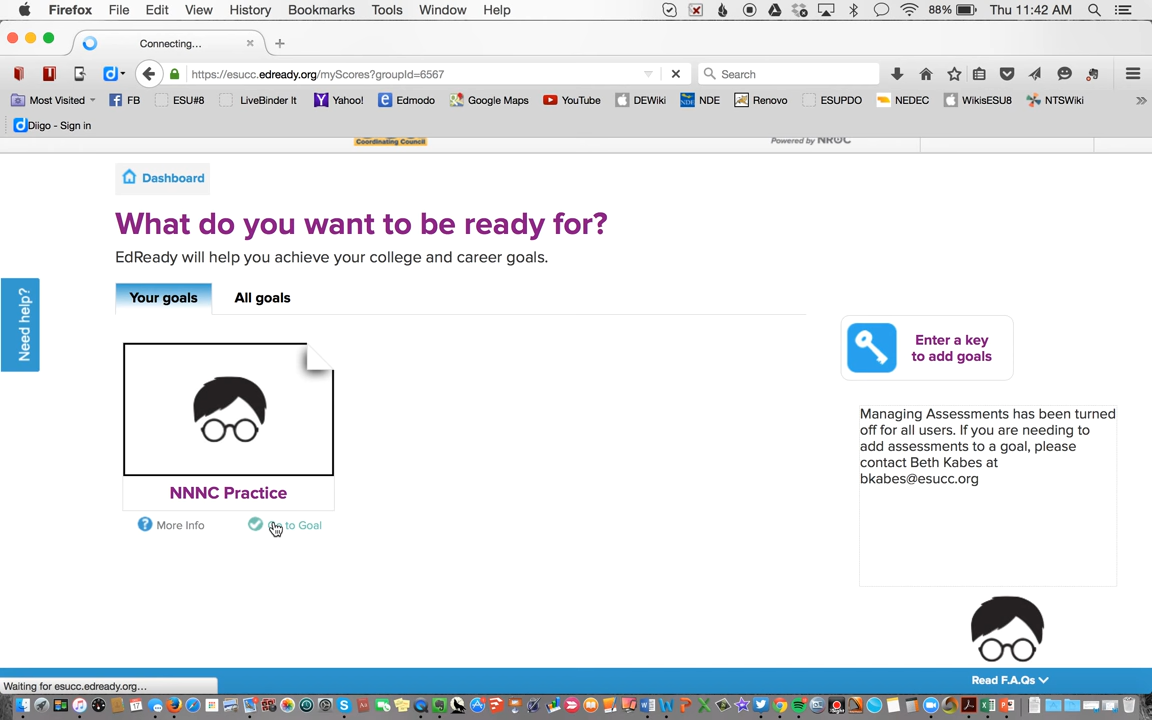 Firefox File Edit View History Bookmarks Tools Window Help 88% Thu 11:42 AM
Connecting...
https://esucc.edready.org/myScores?groupId=6567 Search
Most Visited FB ESU#8 LiveBinder It Yahoo! Edmodo Google Maps YouTube DEWiki NDE Renovo ESUPDO NEDEC WikisESU8 NTSWiki
Diigo - Sign in
Coordinating Council Powered by NROC
Dashboard
What do you want to be ready for?
EdReady will help you achieve your college and career goals.
Your goals All goals
Need help?
Enter a key
to add goals
Managing Assessments has been turned
off for all users. If you are needing to
add assessments to a goal, please
contact Beth Kabes at
bkabes@esucc.org
NNNC Practice
More Info Go to Goal
Read F.A.Qs
Waiting for esucc.edready.org...